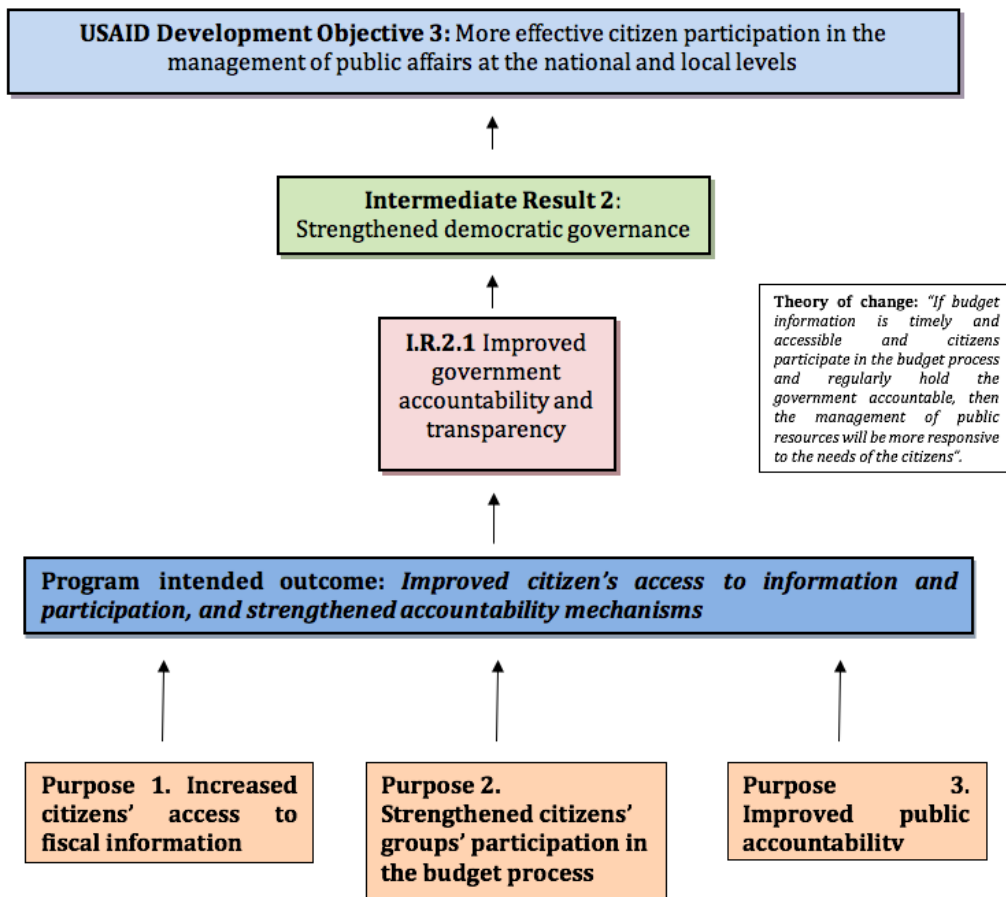 USAID Development Objective 3: More effective citizen participation in the
management of public affairs at the national and local levels
Intermediate Result 2:
Strengthened democratic governance
I.R.2.1 Improved
government
accountability and
transparency
Theory of change: “If budget
information is timely and
accessible and citizens
participate in the budget process
and regularly hold the
government accountable, then
the management of public
resources will be more responsive
to the needs of the citizens“.
Program intended outcome: Improved citizen’s access to information and
participation, and strengthened accountability mechanisms
Purpose 1. Increased
citizens’ access to
fiscal information
Purpose 2.
Strengthened citizens’
groups’ participation in
the budget process
Purpose 3.
Improved public
accountability